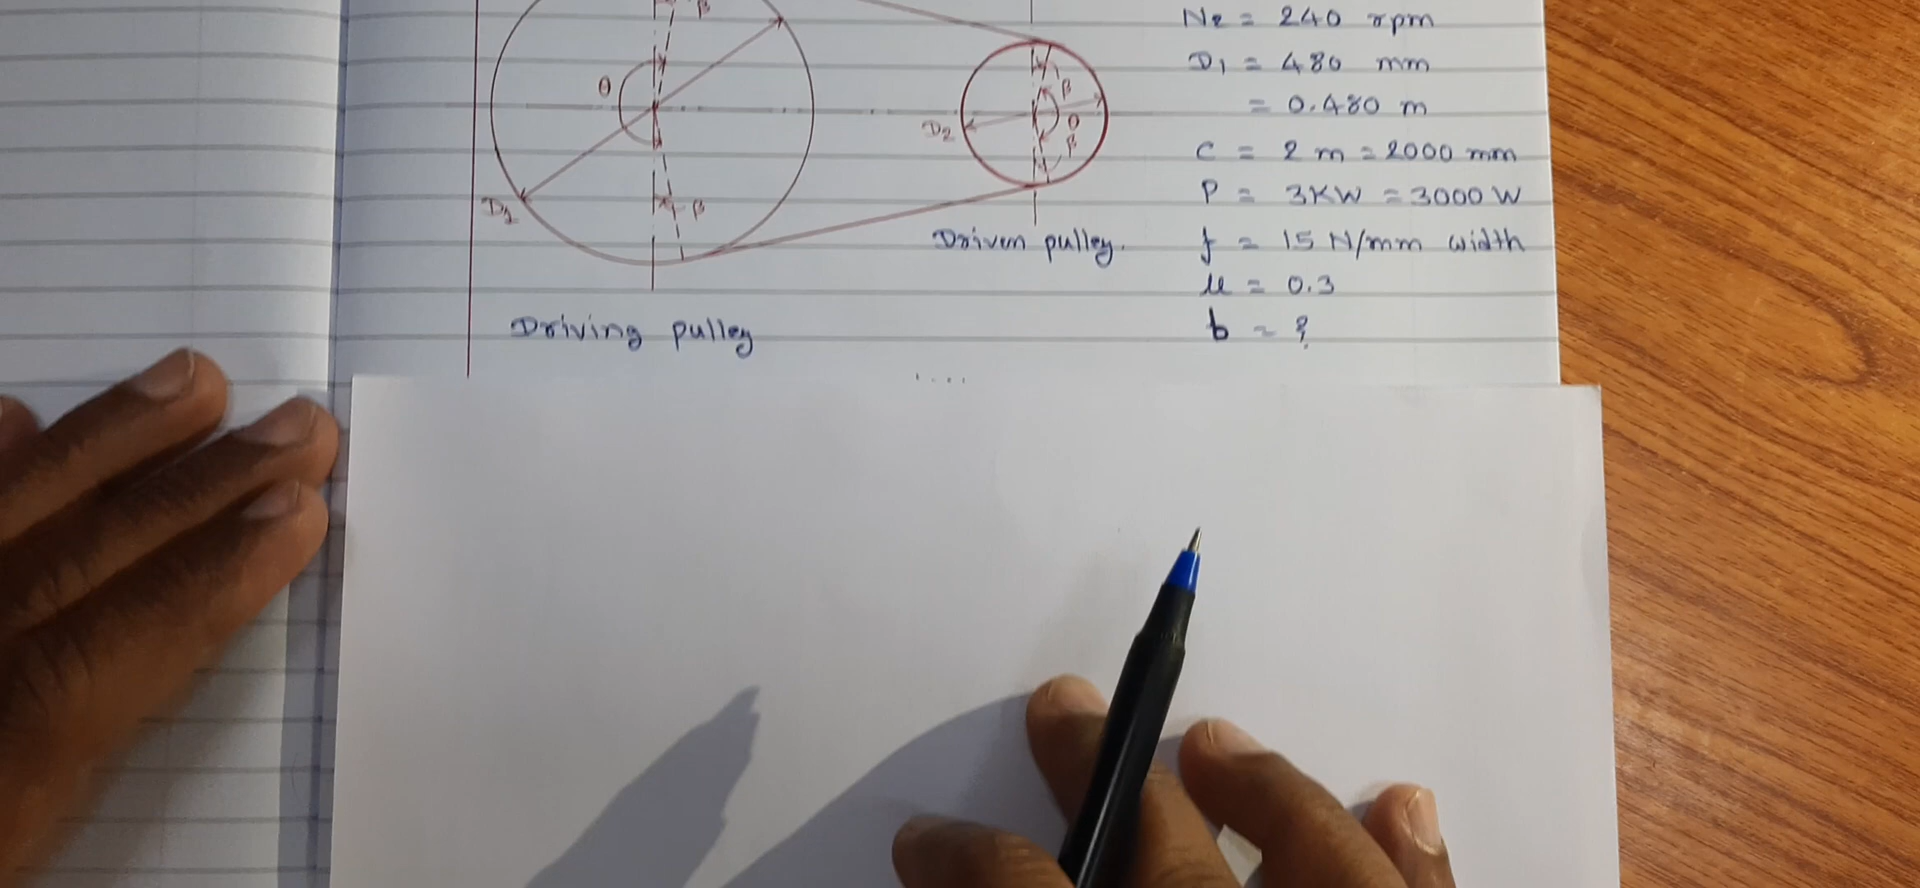 β
N2 = 240 rpm
D1 = 480 mm
= 0.480 m
C = 2 m = 2000 mm
P = 3KW = 3000 W
f = 15 N/mm width
μ = 0.3
b = ?
θ
D1
β
D2
β
θ
β
Driven pulley.
Driving pulley